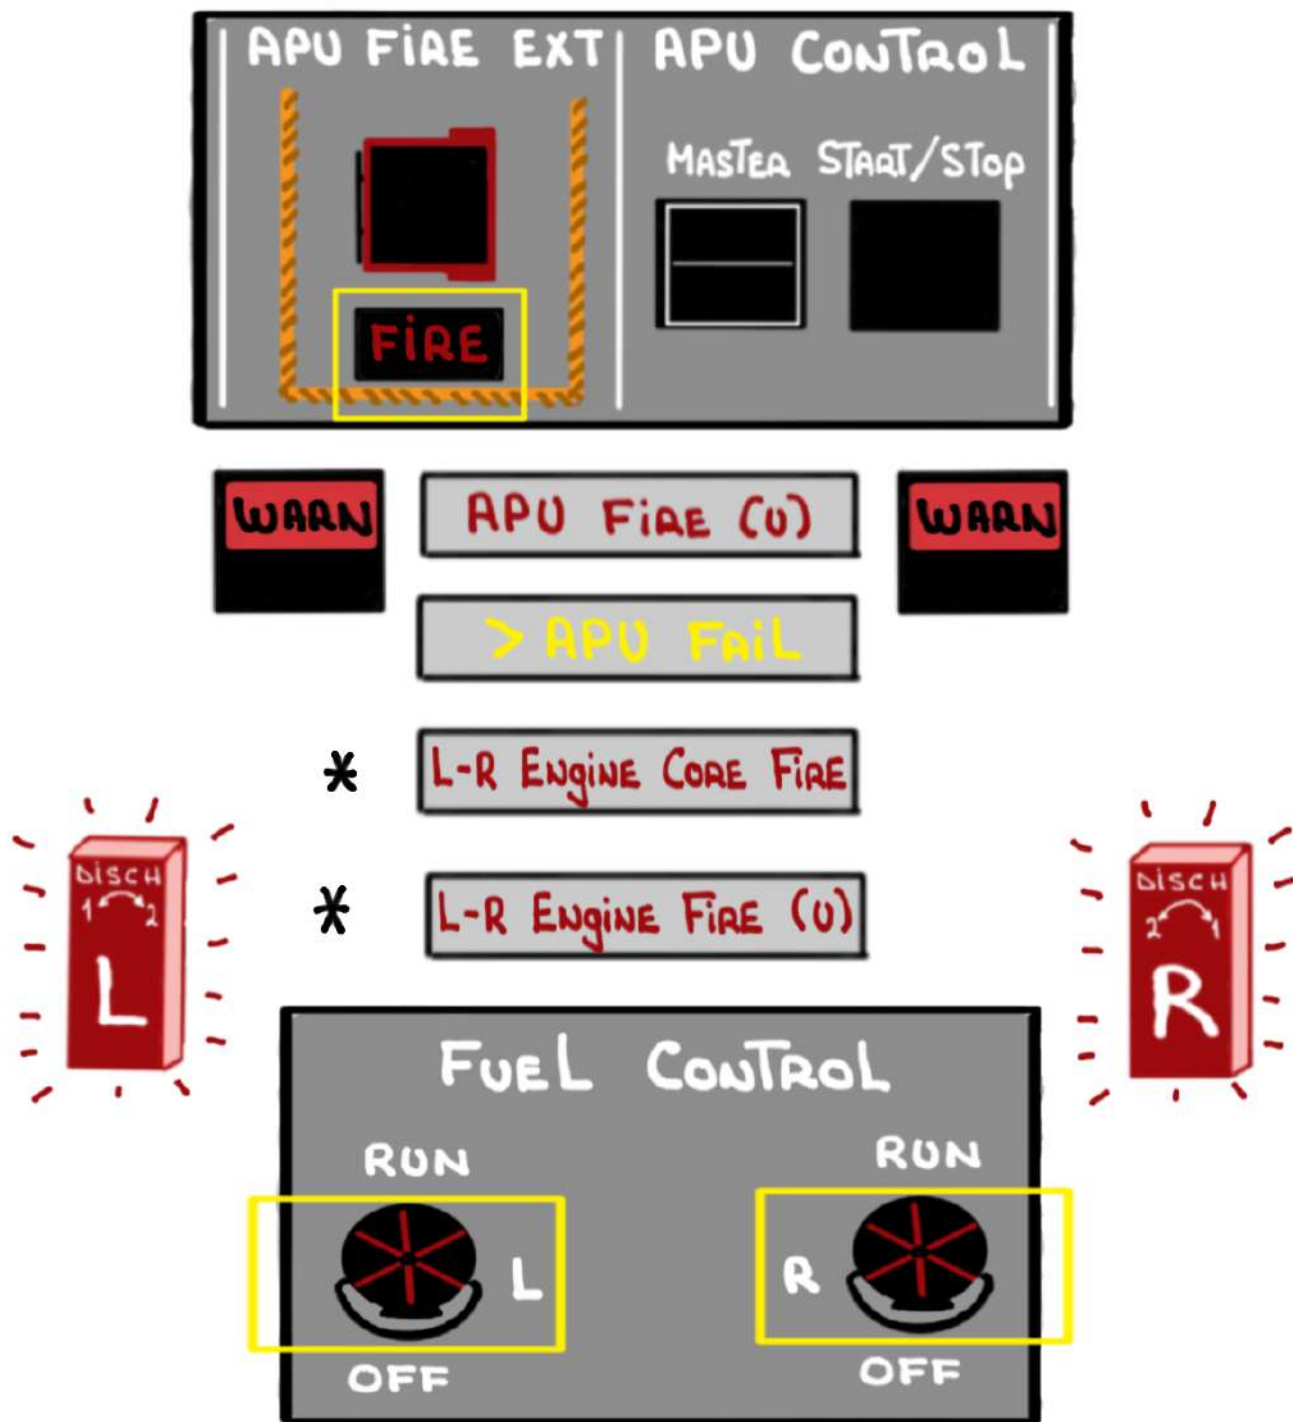 APU FiRE EXT
APU CONTROL
MASTER START/STOP
FiRE
WARN
APU FiRE (U)
WARN
> APU FAiL
* L-R ENgiNE CORE FiRE
DiSCH
1 2
L
DiSCH
2 1
R
* L-R ENgiNE FiRE (U)
FUEL CONTROL
RUN
RUN
L
R
OFF
OFF